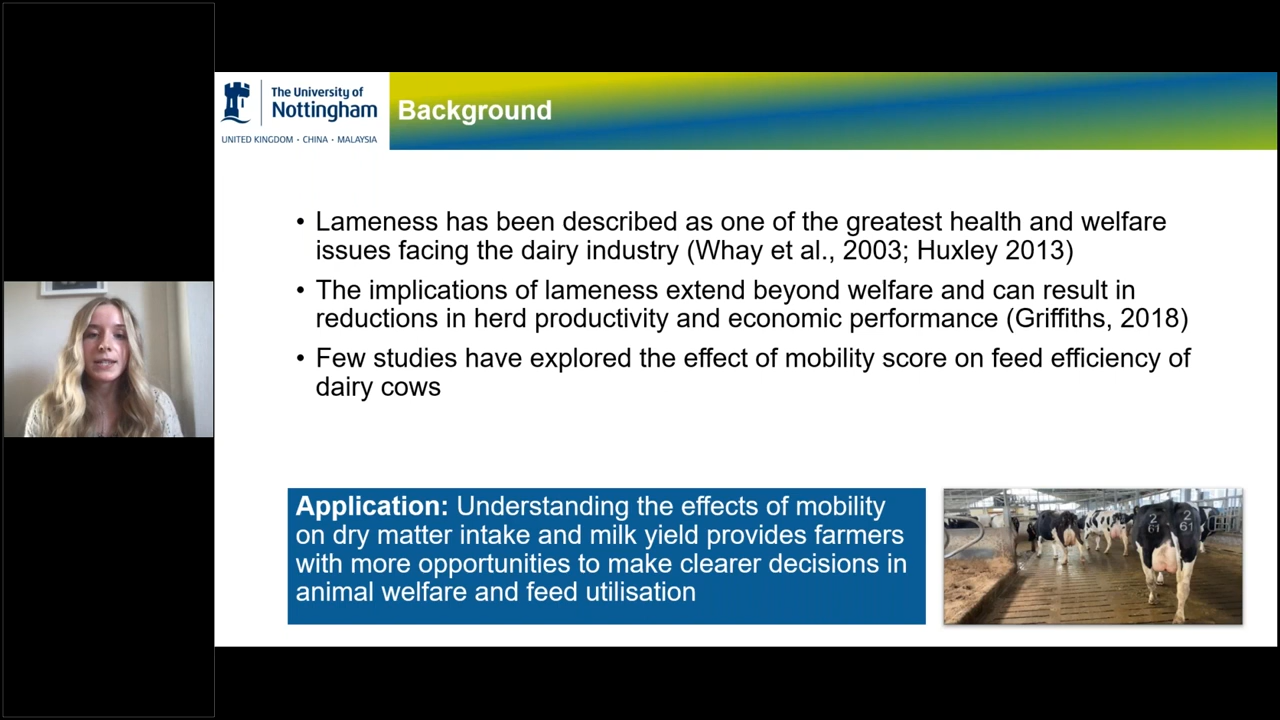 The University of
Nottingham
UNITED KINGDOM · CHINA · MALAYSIA
Background
• Lameness has been described as one of the greatest health and welfare
issues facing the dairy industry (Whay et al., 2003; Huxley 2013)
• The implications of lameness extend beyond welfare and can result in
reductions in herd productivity and economic performance (Griffiths, 2018)
• Few studies have explored the effect of mobility score on feed efficiency of
dairy cows
Application: Understanding the effects of mobility
on dry matter intake and milk yield provides farmers
with more opportunities to make clearer decisions in
animal welfare and feed utilisation
2 2
61 61